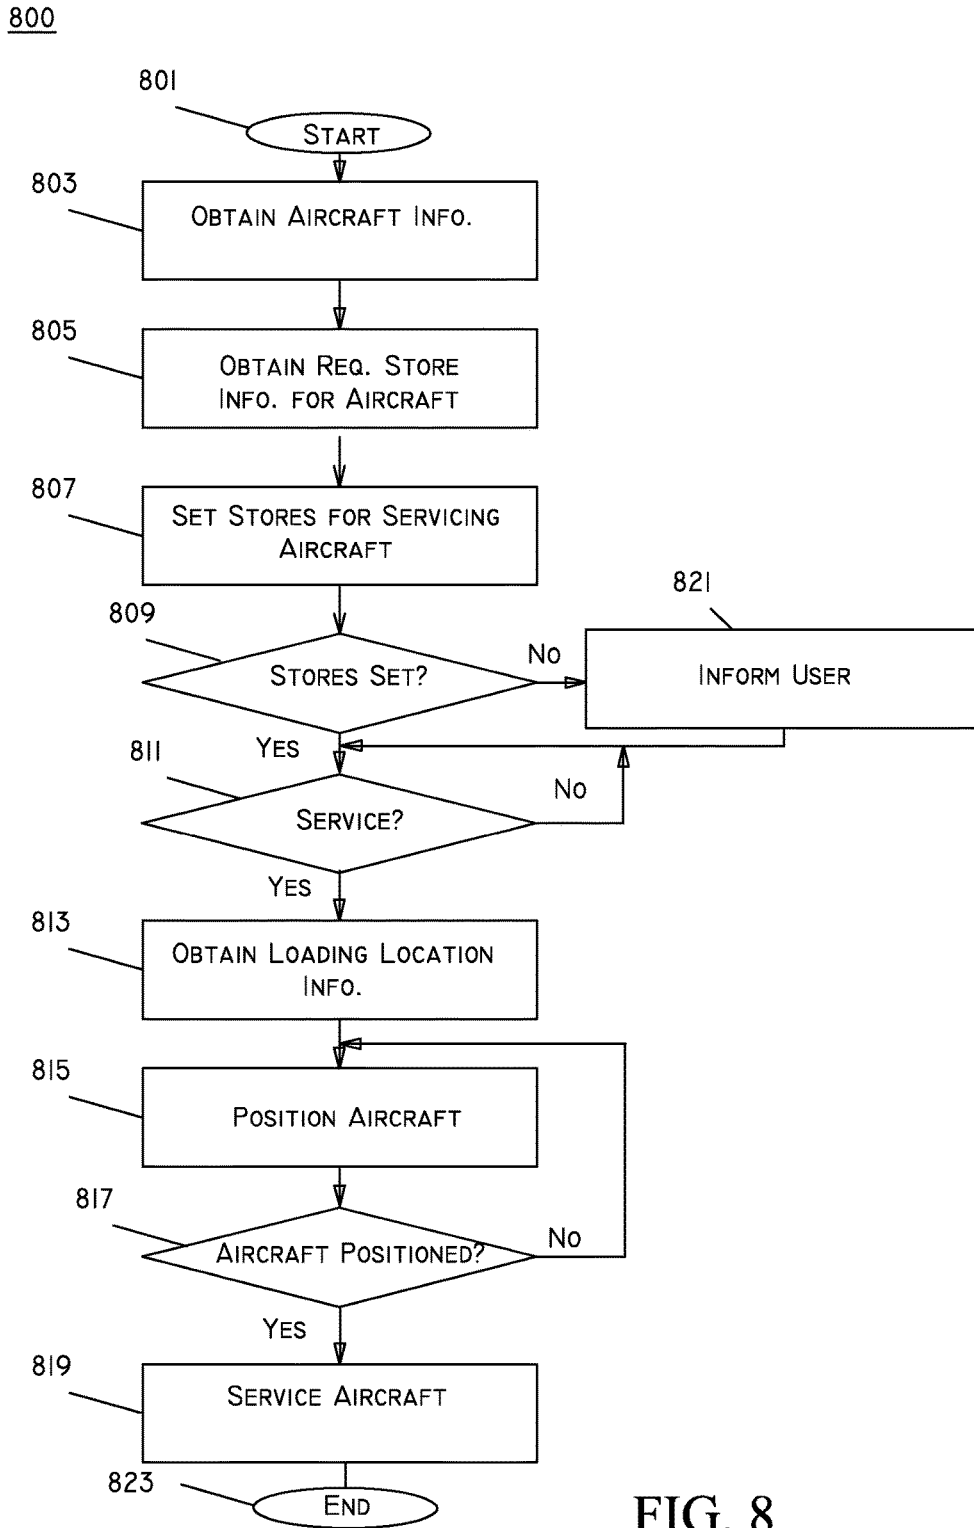 800
801
START
803
OBTAIN AIRCRAFT INFO.
805
OBTAIN REQ. STORE
INFO. FOR AIRCRAFT
807
SET STORES FOR SERVICING
AIRCRAFT
809
STORES SET?
NO
821
INFORM USER
YES
811
SERVICE?
NO
YES
813
OBTAIN LOADING LOCATION
INFO.
815
POSITION AIRCRAFT
817
AIRCRAFT POSITIONED?
NO
YES
819
SERVICE AIRCRAFT
823
END
FIG. 8